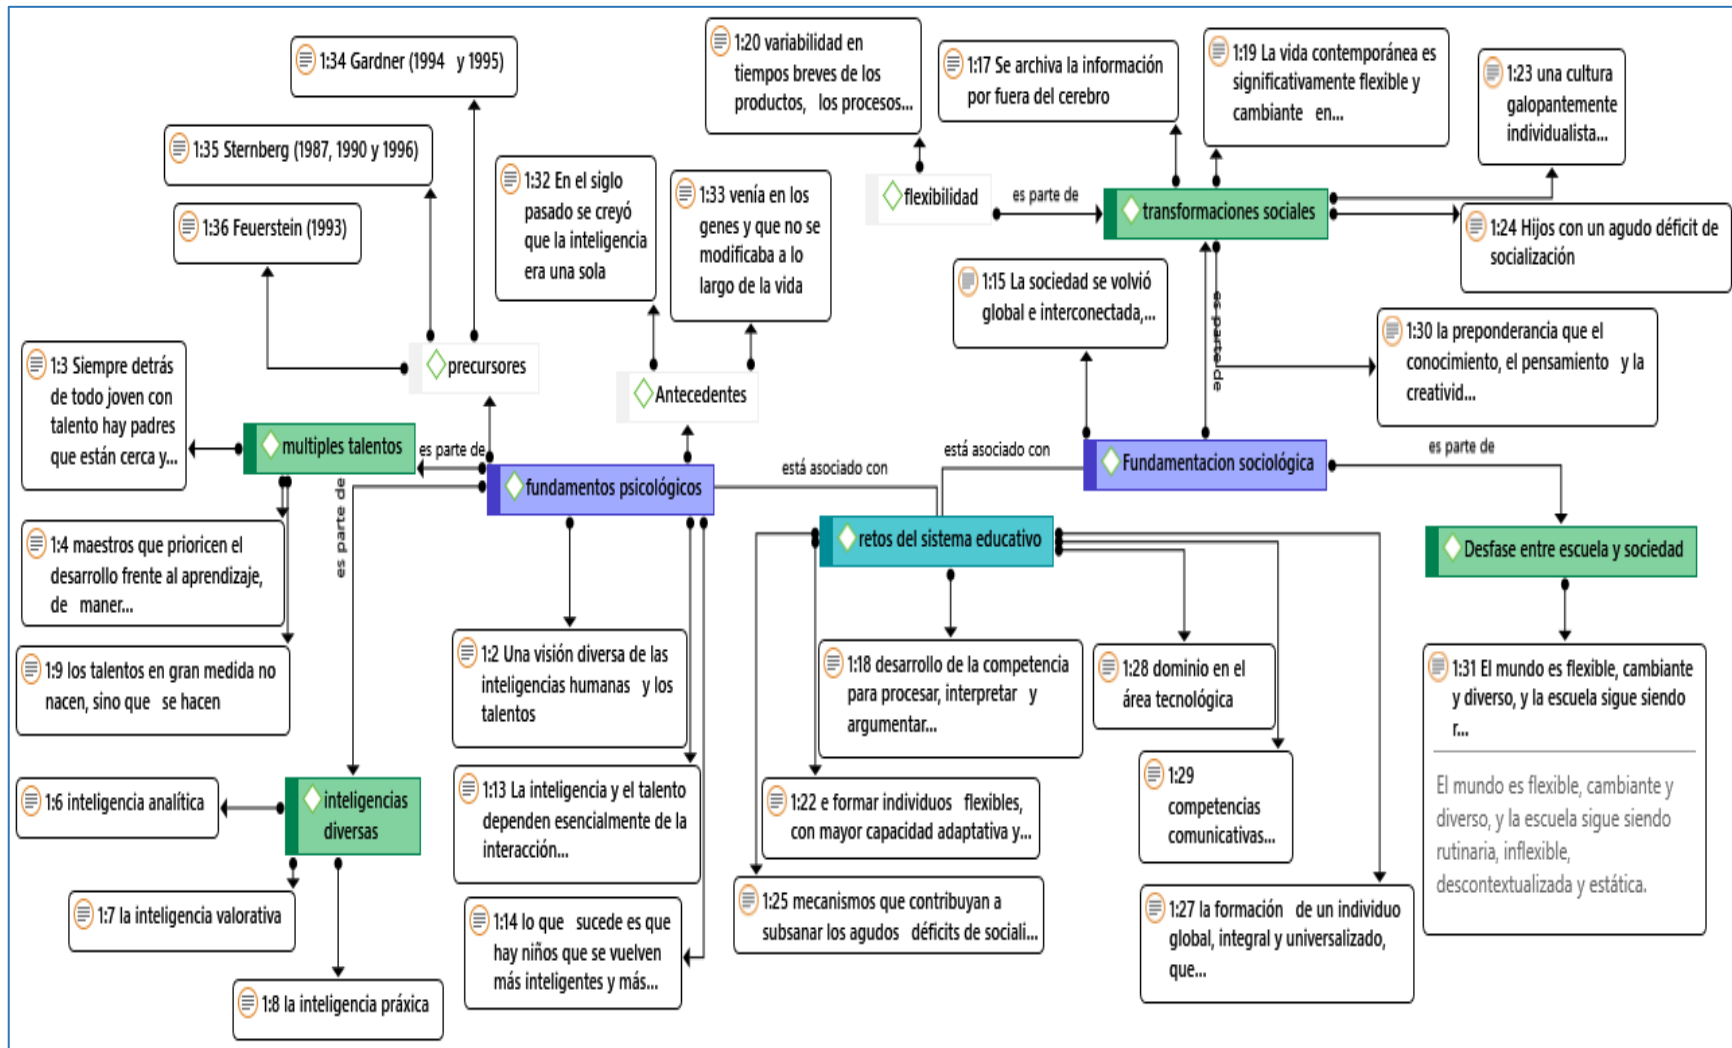 1:34 Gardner (1994 y 1995)
1:35 Sternberg (1987, 1990 y 1996)
1:36 Feuerstein (1993)
1:32 En el siglo
pasado se creyó
que la inteligencia
era una sola
1:33 venía en los
genes y que no se
modificaba a lo
largo de la vida
1:20 variabilidad en
tiempos breves de los
productos, los procesos...
1:17 Se archiva la información
por fuera del cerebro
1:19 La vida contemporánea es
significativamente flexible y
cambiante en...
1:23 una cultura
galopantemente
individualista...
flexibilidad
es parte de
transformaciones sociales
1:24 Hijos con un agudo déficit de
socialización
1:15 La sociedad se volvió
global e interconectada,...
es parte de
1:30 la preponderancia que el
conocimiento, el pensamiento y la
creativid...
1:3 Siempre detrás
de todo joven con
talento hay padres
que están cerca y...
precursores
Antecedentes
multiples talentos
es parte de
fundamentos psicológicos
está asociado con
está asociado con
Fundamentacion sociológica
es parte de
es parte de
retos del sistema educativo
Desfase entre escuela y sociedad
1:4 maestros que prioricen el
desarrollo frente al aprendizaje,
de maner...
1:9 los talentos en gran medida no
nacen, sino que se hacen
1:2 Una visión diversa de las
inteligencias humanas y los
talentos
1:18 desarrollo de la competencia
para procesar, interpretar y
argumentar...
1:28 dominio en el
área tecnológica
1:31 El mundo es flexible, cambiante
y diverso, y la escuela sigue siendo
r...
El mundo es flexible, cambiante y
diverso, y la escuela sigue siendo
rutinaria, inflexible,
descontextualizada y estática.
1:6 inteligencia analítica
inteligencias
diversas
1:13 La inteligencia y el talento
dependen esencialmente de la
interacción...
1:22 e formar individuos flexibles,
con mayor capacidad adaptativa y...
1:29
competencias
comunicativas...
1:7 la inteligencia valorativa
1:14 lo que sucede es que
hay niños que se vuelven
más inteligentes y más...
1:25 mecanismos que contribuyan a
subsanar los agudos déficits de sociali...
1:27 la formación de un individuo
global, integral y universalizado,
que...
1:8 la inteligencia práxica